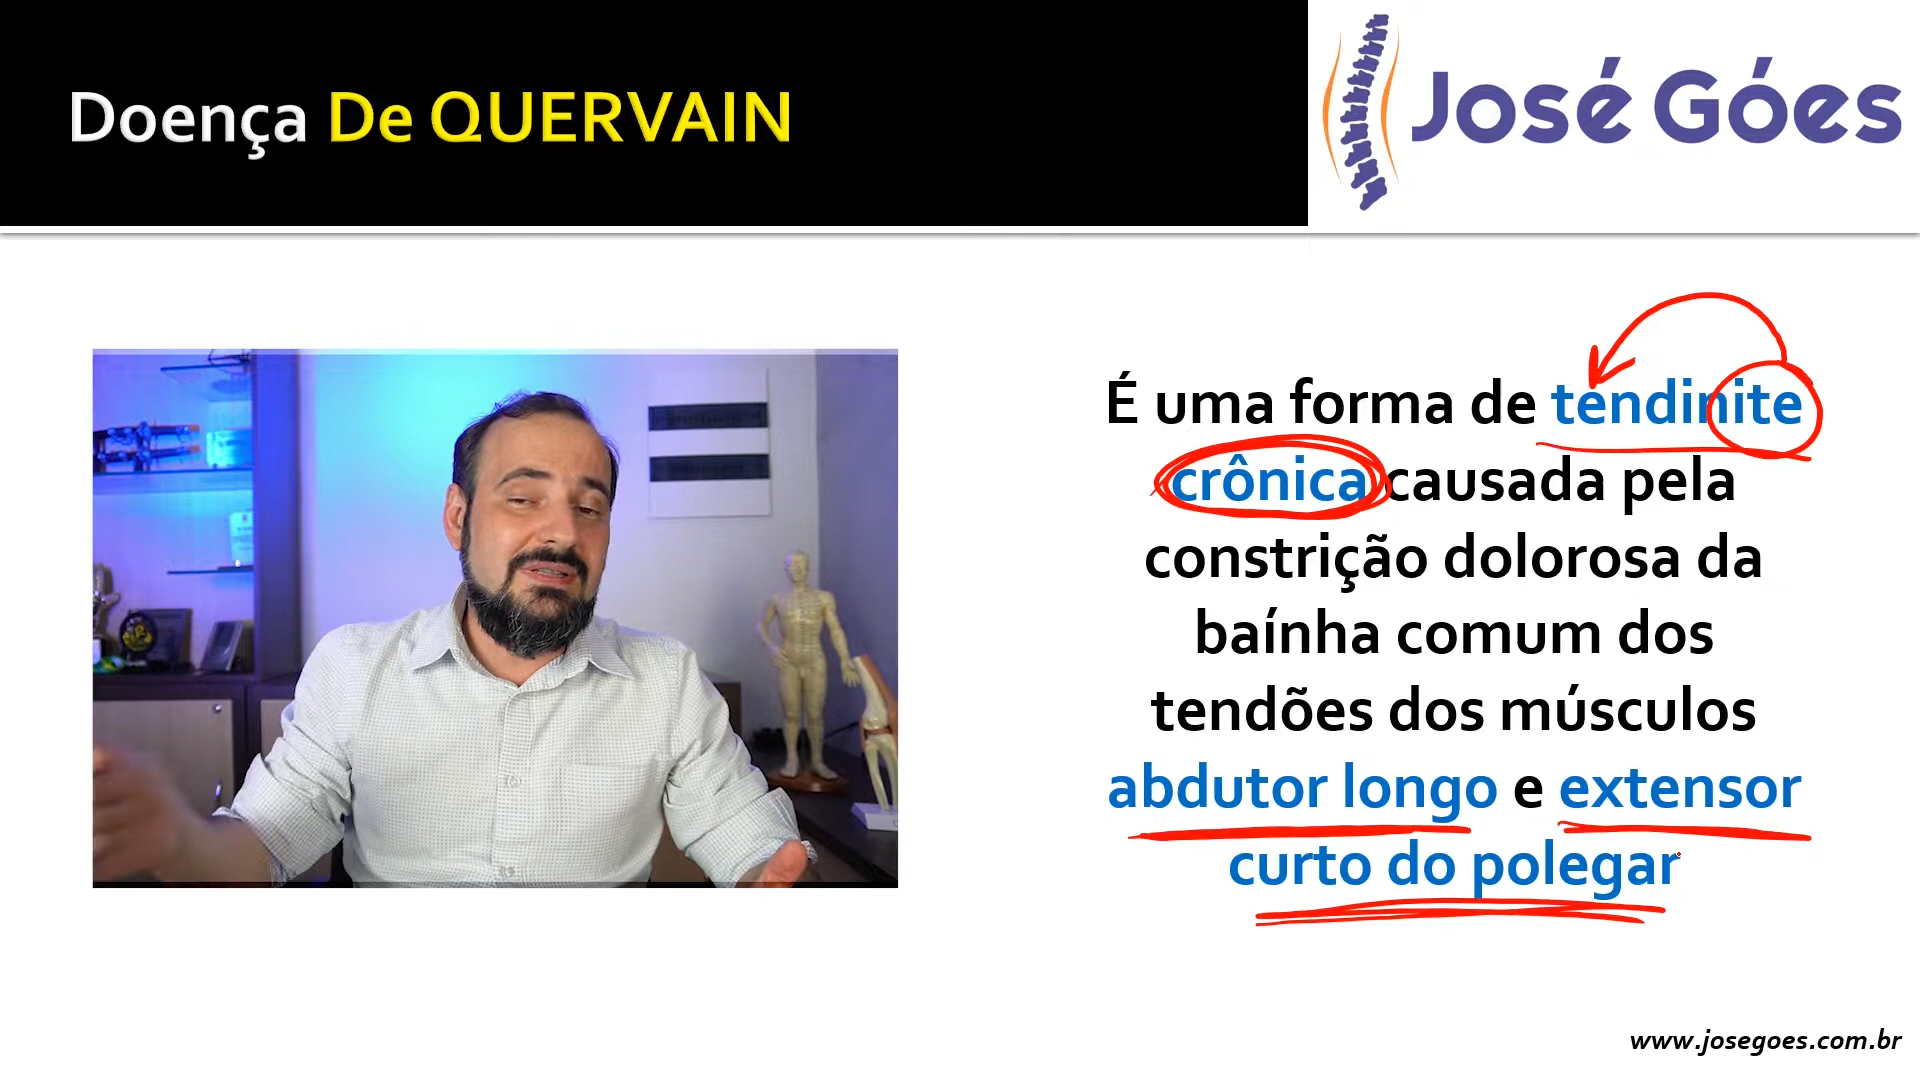 Doença De QUERVAIN
José Góes
É uma forma de tendinite
crônica causada pela
constrição dolorosa da
baínha comum dos
tendões dos músculos
abdutor longo e extensor
curto do polegar
www.josegoes.com.br